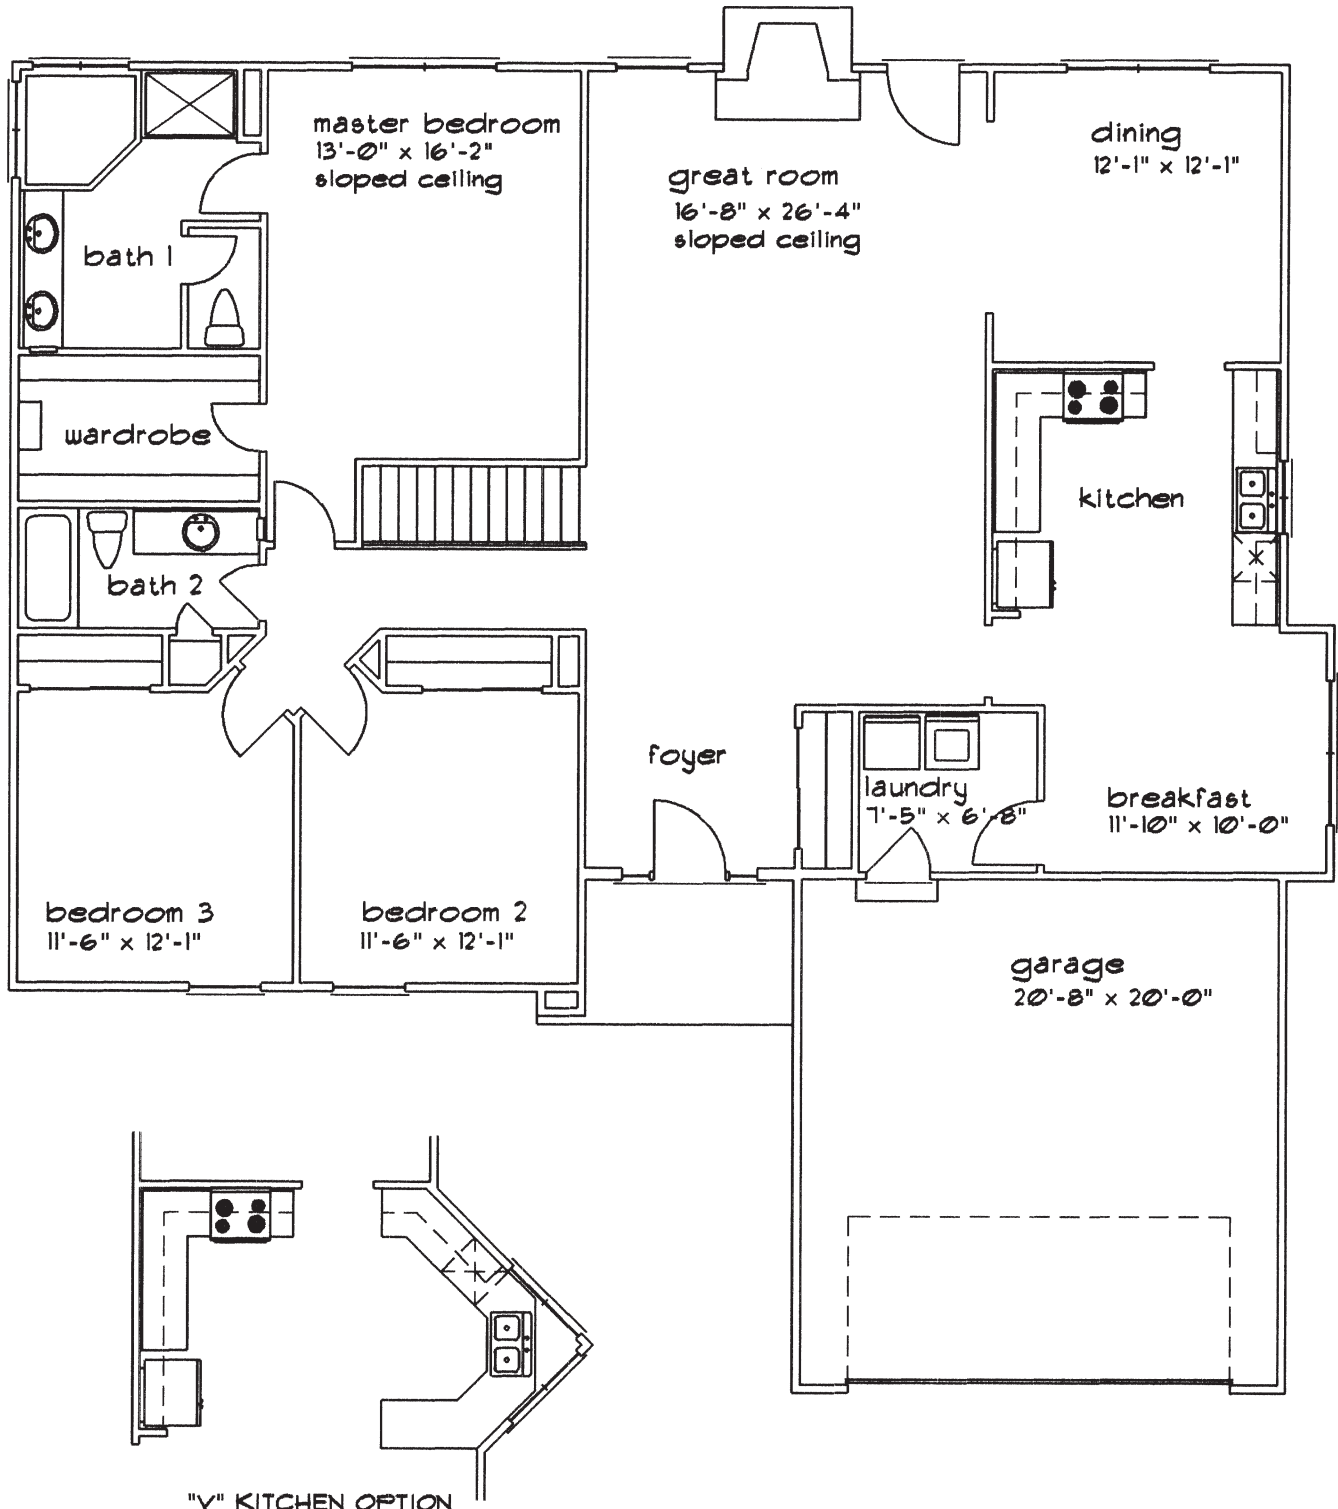 master bedroom
13'-0" x 16'-2"
sloped ceiling
great room
16'-8" x 26'-4"
sloped ceiling
dining
12'-1" x 12'-1"
bath 1
wardrobe
kitchen
bath 2
foyer
laundry
7'-5" x 6'-8"
breakfast
11'-10" x 10'-0"
bedroom 3
11'-6" x 12'-1"
bedroom 2
11'-6" x 12'-1"
garage
20'-8" x 20'-0"
"V" KITCHEN OPTION